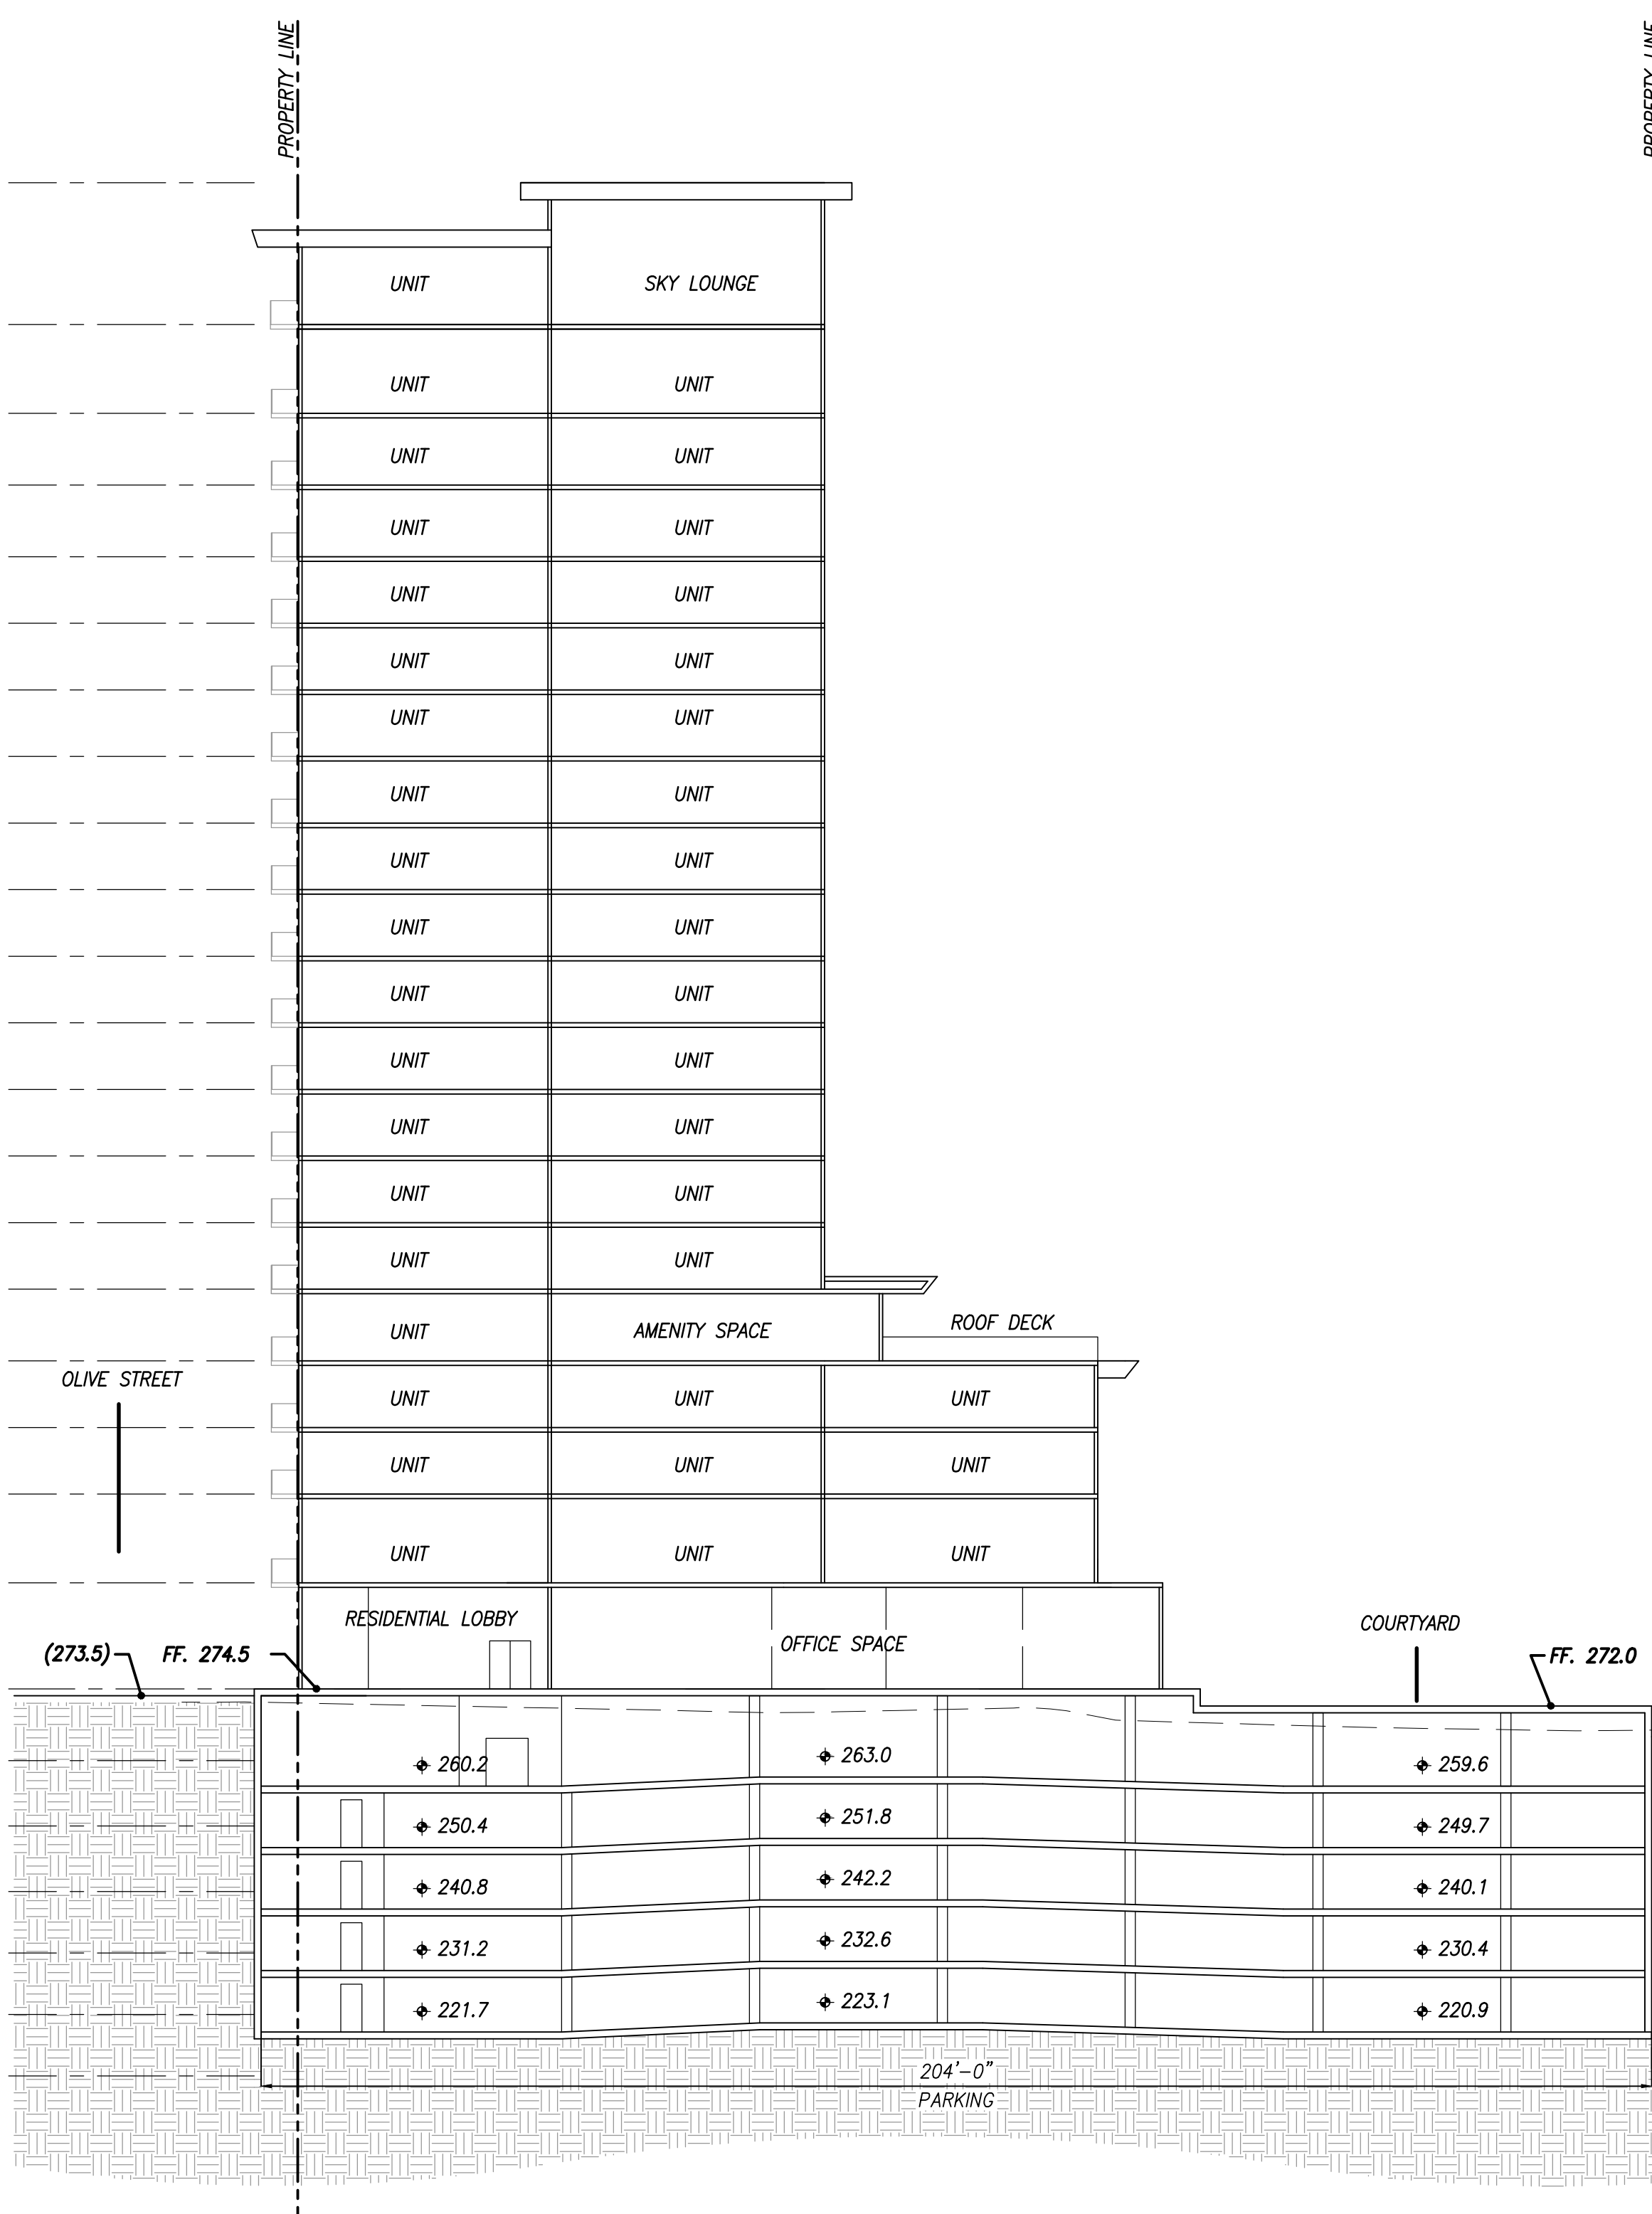 PROPERTY LINE
PROPERTY LINE
UNIT SKY LOUNGE
UNIT UNIT
UNIT UNIT
UNIT UNIT
UNIT UNIT
UNIT UNIT
UNIT UNIT
UNIT UNIT
UNIT UNIT
UNIT UNIT
UNIT UNIT
UNIT UNIT
UNIT UNIT
UNIT UNIT
UNIT UNIT
UNIT AMENITY SPACE ROOF DECK
OLIVE STREET
UNIT UNIT UNIT
UNIT UNIT UNIT
UNIT UNIT UNIT
RESIDENTIAL LOBBY
OFFICE SPACE
COURTYARD
(273.5) FF. 274.5
FF. 272.0
260.2 263.0 259.6
250.4 251.8 249.7
240.8 242.2 240.1
231.2 232.6 230.4
221.7 223.1 220.9
204'-0"
PARKING